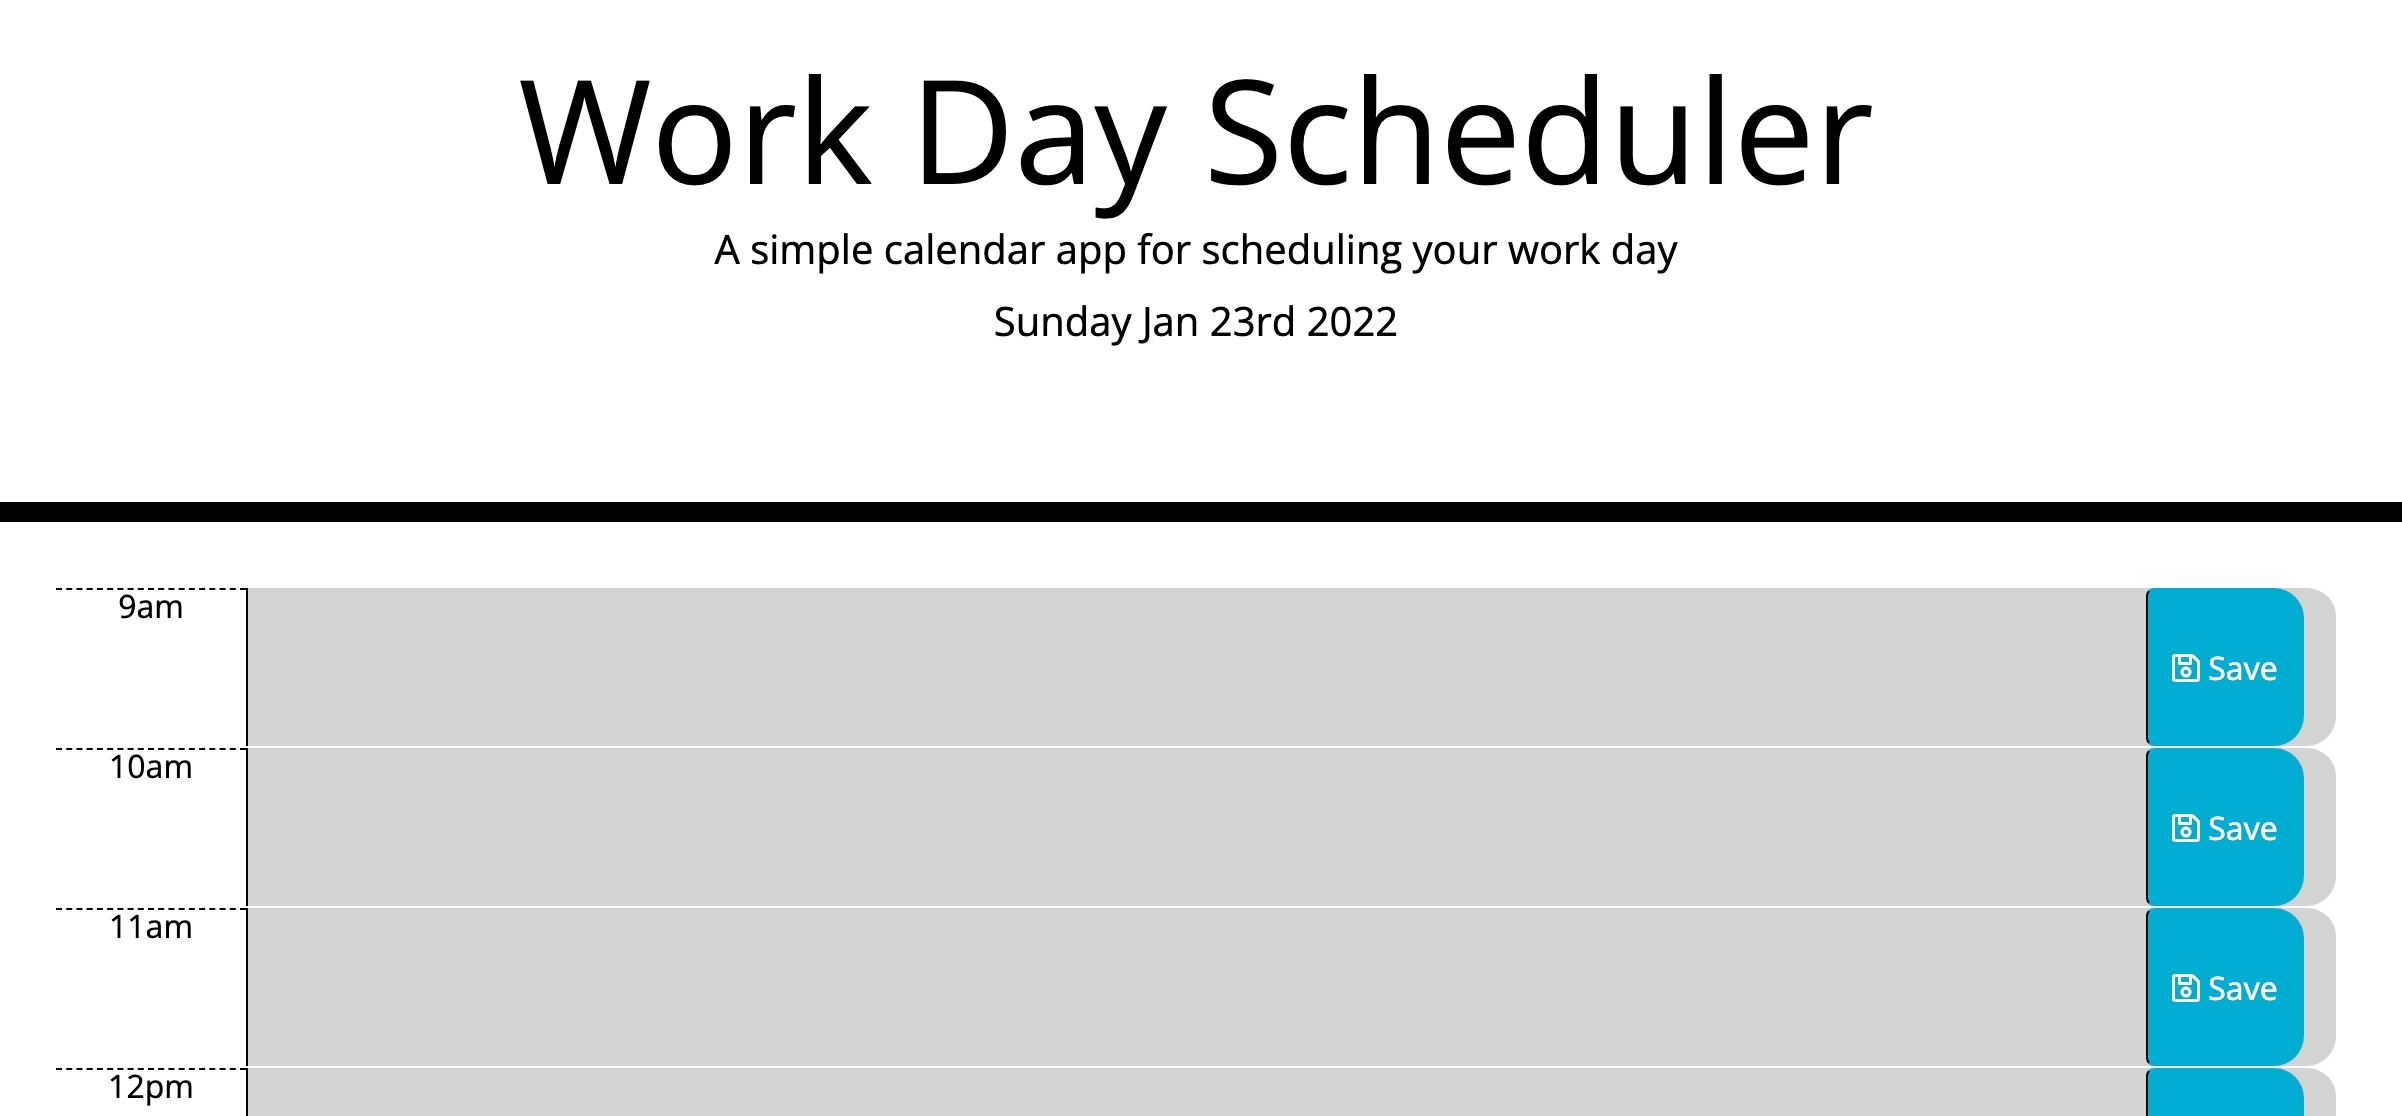 Work Day Scheduler
A simple calendar app for scheduling your work day
Sunday Jan 23rd 2022
9am
Save
10am
Save
11am
Save
12pm